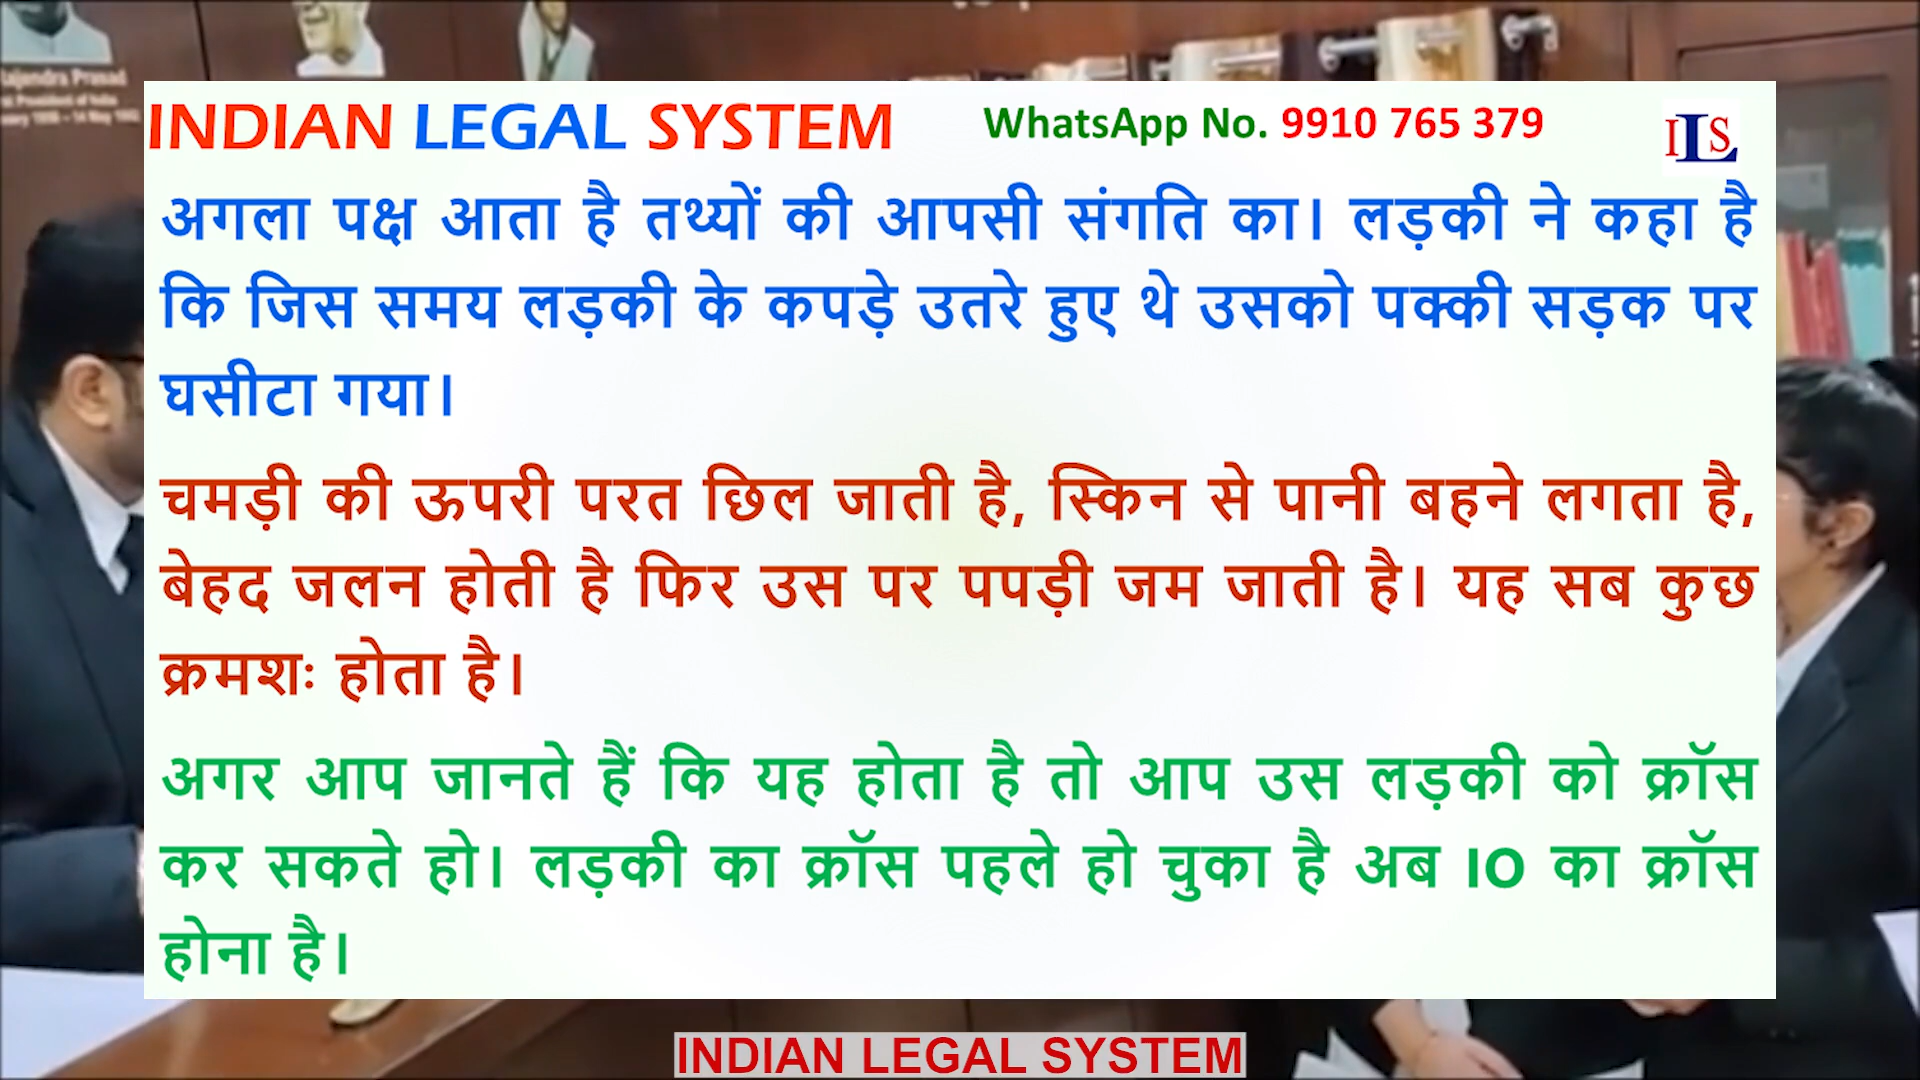 Rajendra Prasad
INDIAN LEGAL SYSTEM
WhatsApp No. 9910 765 379
ILS
अगला पक्ष आता है तथ्यों की आपसी संगति का। लड़की ने कहा है
कि जिस समय लड़की के कपड़े उतरे हुए थे उसको पक्की सड़क पर
घसीटा गया।
चमड़ी की ऊपरी परत छिल जाती है, स्किन से पानी बहने लगता है,
बेहद जलन होती है फिर उस पर पपड़ी जम जाती है। यह सब कुछ
क्रमशः होता है।
अगर आप जानते हैं कि यह होता है तो आप उस लड़की को क्रॉस
कर सकते हो। लड़की का क्रॉस पहले हो चुका है अब IO का क्रॉस
होना है।
INDIAN LEGAL SYSTEM